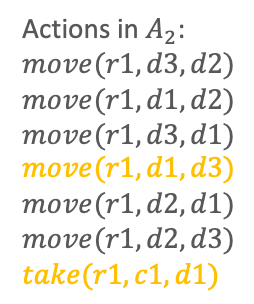 Actions in A₂:
move(r1, d3, d2)
move(r1, d1, d2)
move(r1, d3, d1)
move(r1, d1, d3)
move(r1, d2, d1)
move(r1, d2, d3)
take(r1, c1, d1)